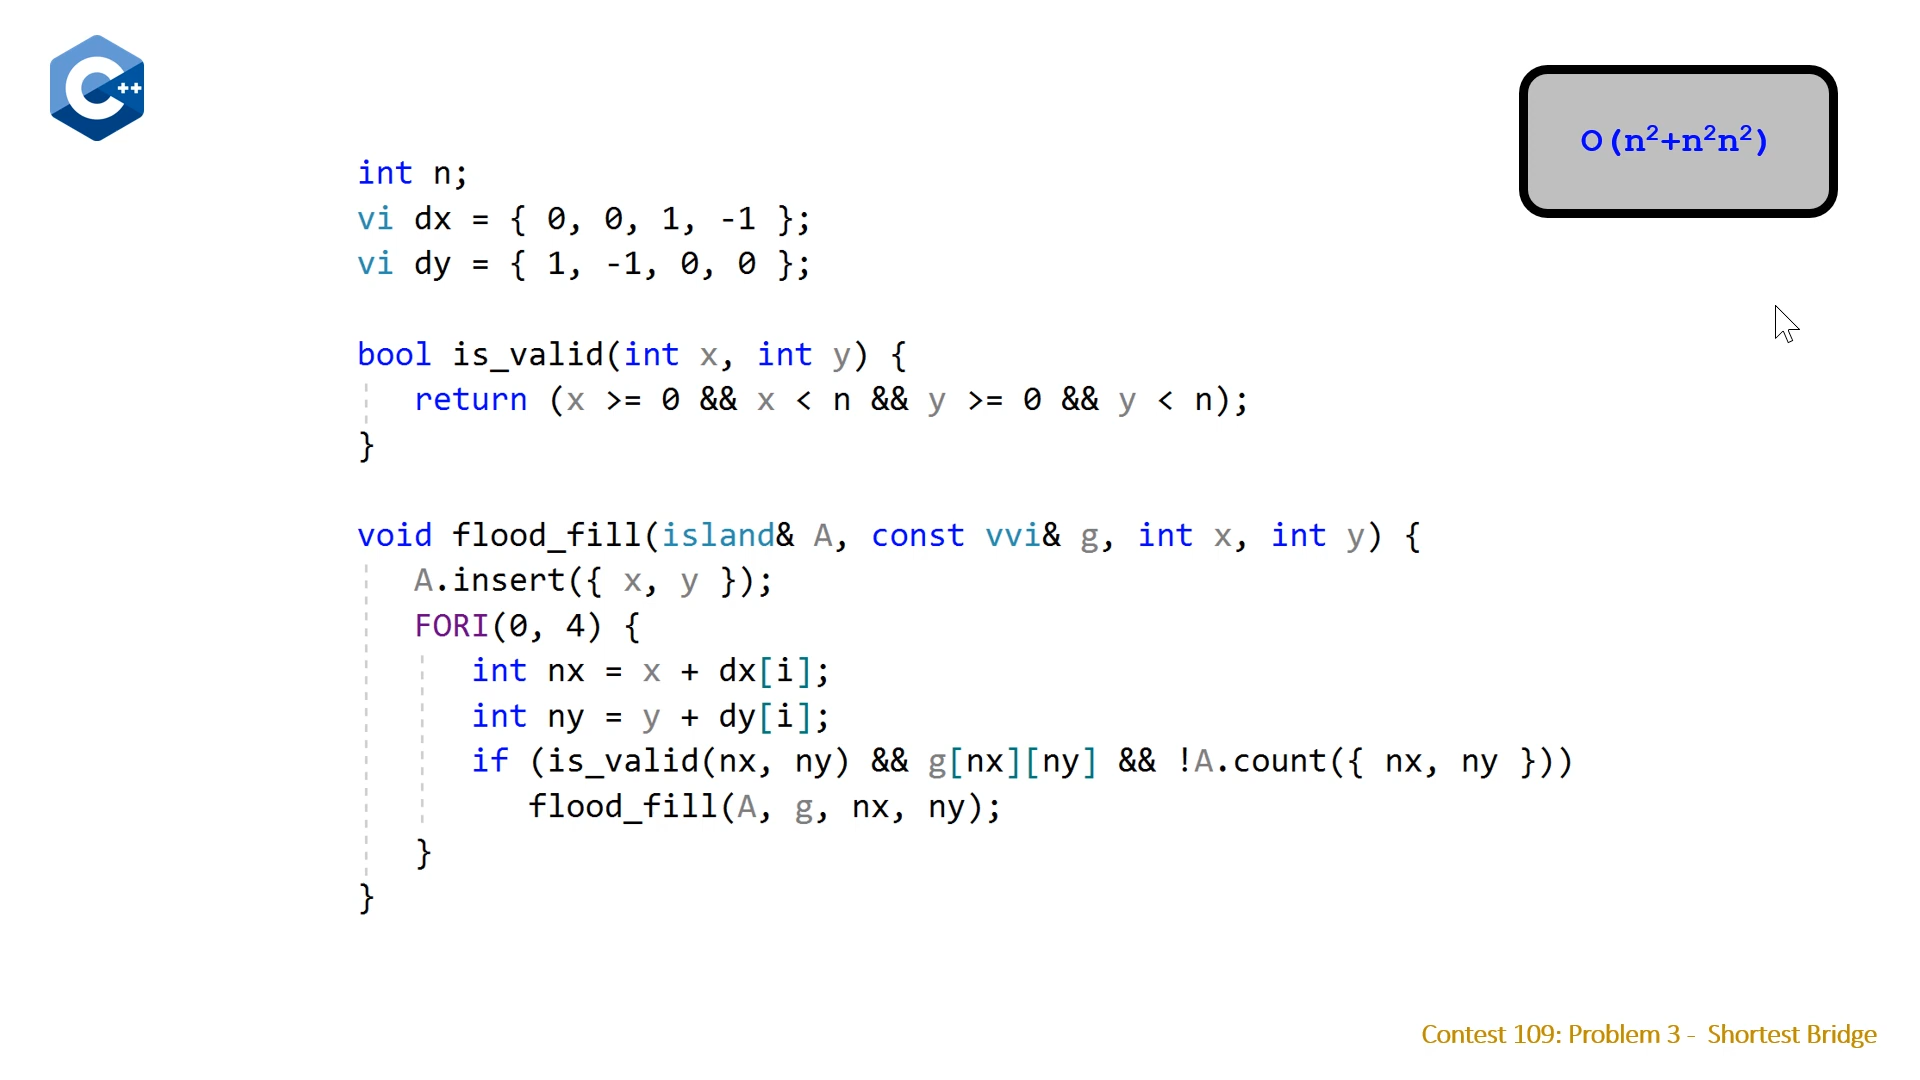 C++
O(n²+n²n²)
int n;
vi dx = { 0, 0, 1, -1 };
vi dy = { 1, -1, 0, 0 };
bool is_valid(int x, int y) {
return (x >= 0 && x < n && y >= 0 && y < n);
}
void flood_fill(island& A, const vvi& g, int x, int y) {
A.insert({ x, y });
FORI(0, 4) {
int nx = x + dx[i];
int ny = y + dy[i];
if (is_valid(nx, ny) && g[nx][ny] && !A.count({ nx, ny }))
flood_fill(A, g, nx, ny);
}
}
Contest 109: Problem 3 - Shortest Bridge